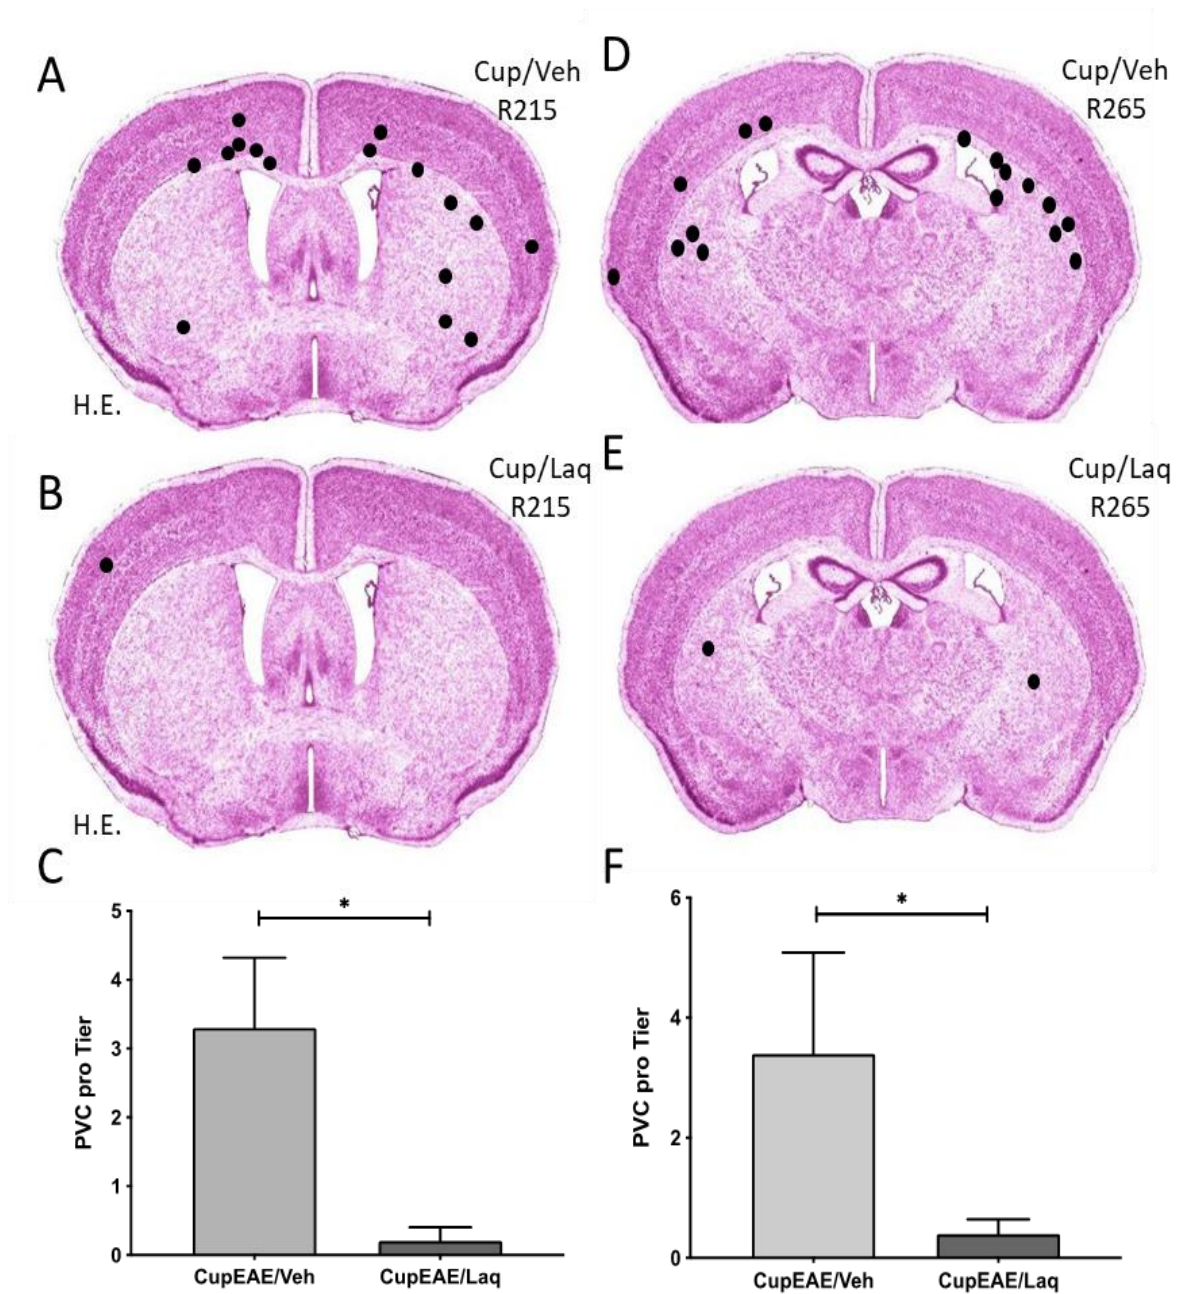 A
Cup/Veh
R215
H.E.
D
Cup/Veh
R265
B
Cup/Laq
R215
H.E.
E
Cup/Laq
R265
C
PVC pro Tier
5
4
3
2
1
0
*
CupEAE/Veh
CupEAE/Laq
F
PVC pro Tier
6
4
2
0
*
CupEAE/Veh
CupEAE/Laq